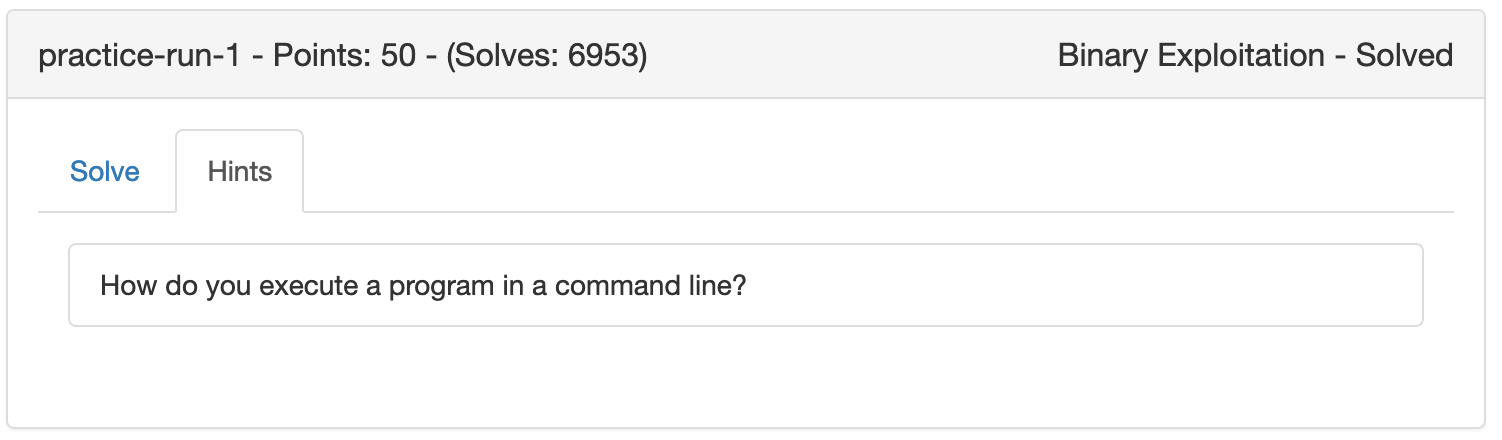 practice-run-1 - Points: 50 - (Solves: 6953) Binary Exploitation - Solved
Solve Hints
How do you execute a program in a command line?